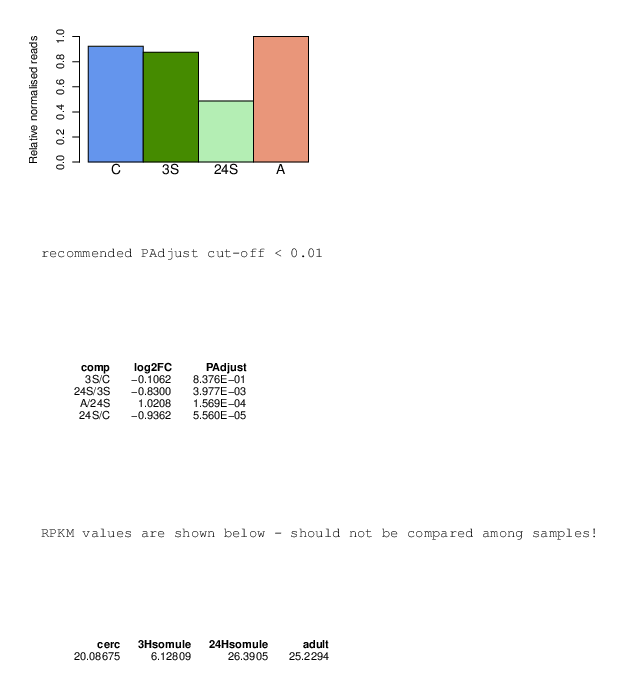 Relative normalised reads
1.0
0.8
0.6
0.4
0.2
0.0
C 3S 24S A
recommended PAdjust cut-off < 0.01
comp log2FC PAdjust
3S/C −0.1062 8.376E−01
24S/3S −0.8300 3.977E−03
A/24S 1.0208 1.569E−04
24S/C −0.9362 5.560E−05
RPKM values are shown below - should not be compared among samples!
cerc 3Hsomule 24Hsomule adult
20.08675 6.12809 26.3905 25.2294